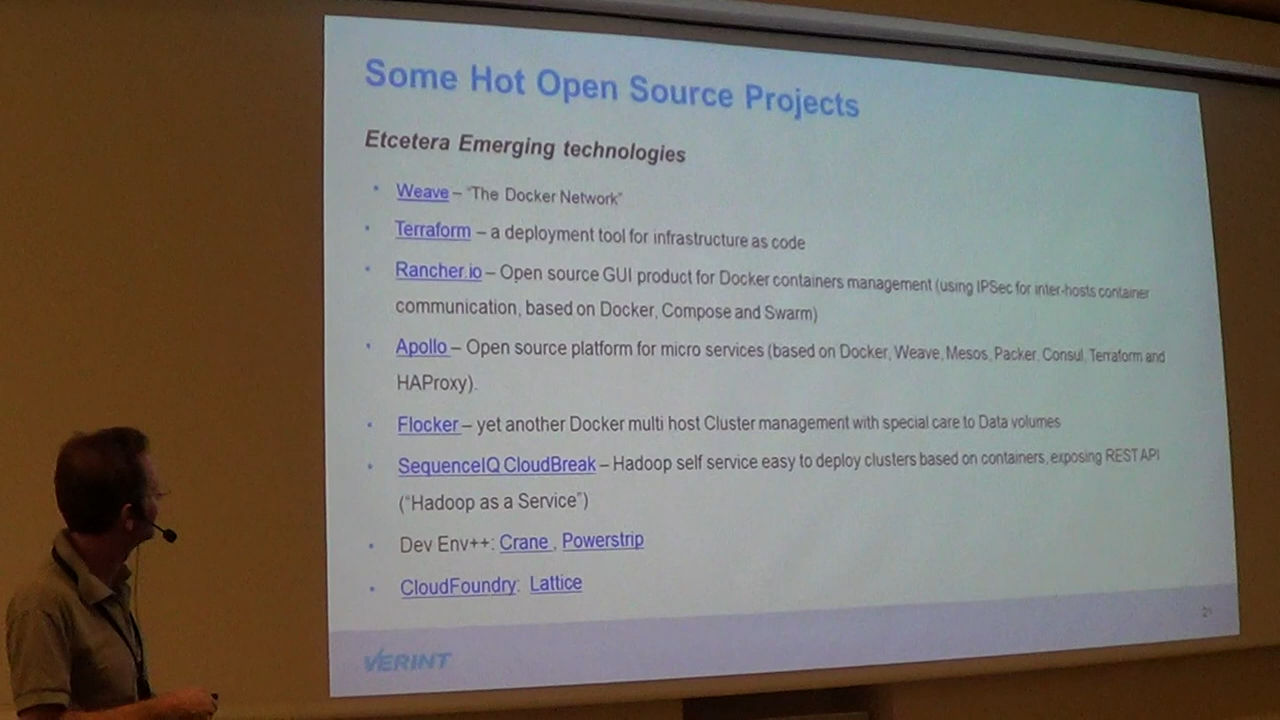 Some Hot Open Source Projects
Etcetera Emerging technologies
• Weave – "The Docker Network"
• Terraform – a deployment tool for infrastructure as code
• Rancher.io – Open source GUI product for Docker containers management (using IPSec for inter-hosts container
communication, based on Docker, Compose and Swarm)
• Apollo – Open source platform for micro services (based on Docker, Weave, Mesos, Packer, Consul, Terraform and
HAProxy).
• Flocker – yet another Docker multi host Cluster management with special care to Data volumes
• SequenceIQ CloudBreak – Hadoop self service easy to deploy clusters based on containers, exposing REST API
("Hadoop as a Service")
• Dev Env++: Crane , Powerstrip
• CloudFoundry: Lattice
VERINT